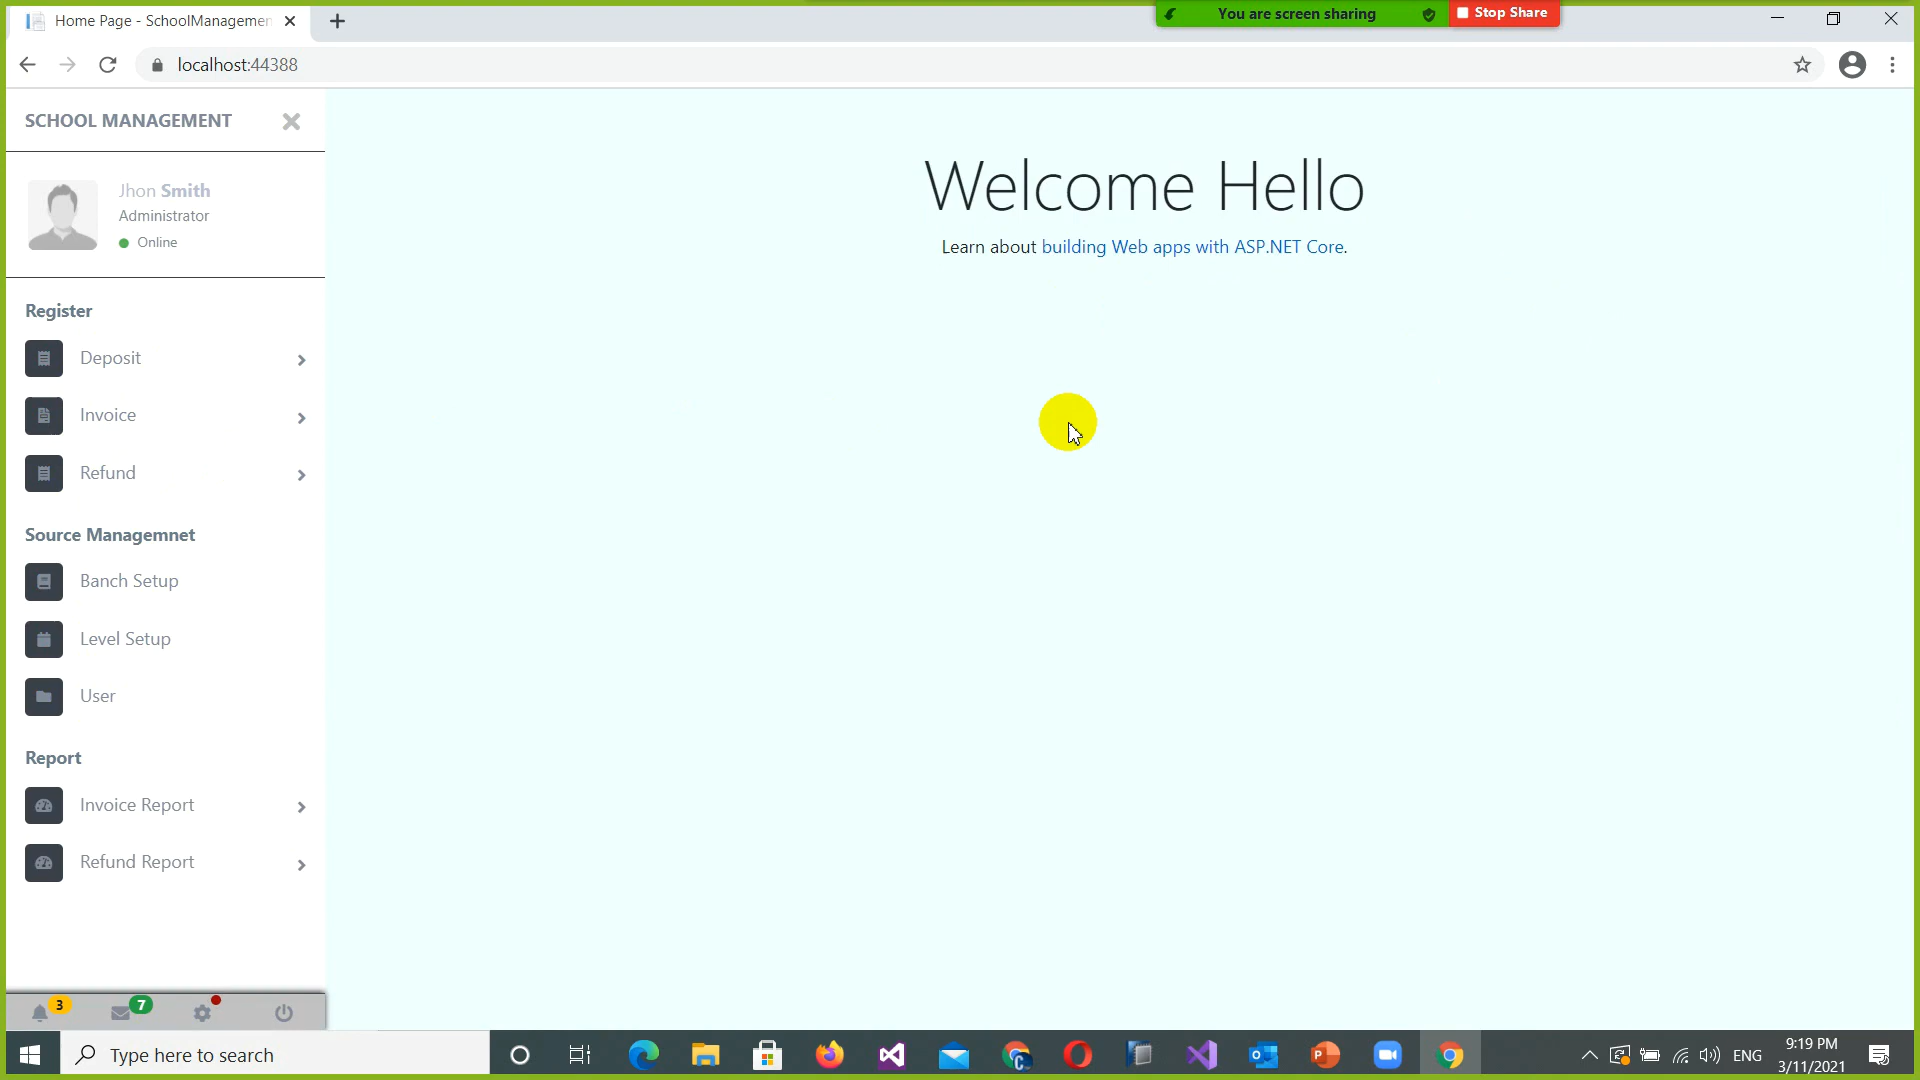 Home Page - SchoolManagemen
You are screen sharing
Stop Share
localhost:44388
SCHOOL MANAGEMENT
Jhon Smith
Administrator
Online
Welcome Hello
Learn about building Web apps with ASP.NET Core.
Register
Deposit
Invoice
Refund
Source Managemnet
Banch Setup
Level Setup
User
Report
Invoice Report
Refund Report
3
7
Type here to search
ENG
9:19 PM
3/11/2021